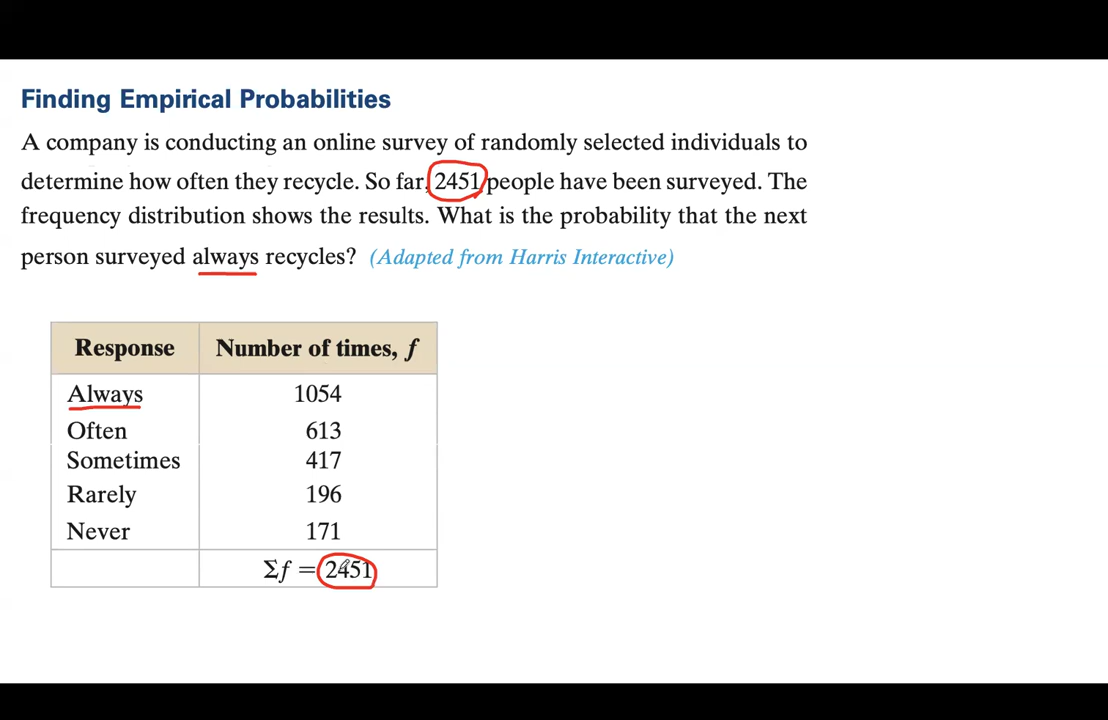 Finding Empirical Probabilities
A company is conducting an online survey of randomly selected individuals to
determine how often they recycle. So far, 2451 people have been surveyed. The
frequency distribution shows the results. What is the probability that the next
person surveyed always recycles? (Adapted from Harris Interactive)
Response Number of times, f
Always 1054
Often 613
Sometimes 417
Rarely 196
Never 171
Σf = 2451